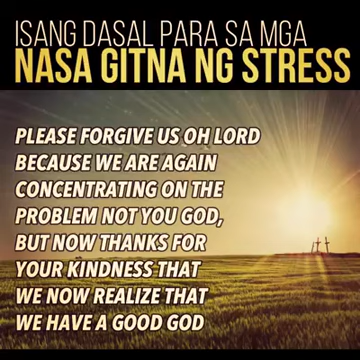 ISANG DASAL PARA SA MGA
NASA GITNA NG STRESS
PLEASE FORGIVE US OH LORD
BECAUSE WE ARE AGAIN
CONCENTRATING ON THE
PROBLEM NOT YOU GOD,
BUT NOW THANKS FOR
YOUR KINDNESS THAT
WE NOW REALIZE THAT
WE HAVE A GOOD GOD